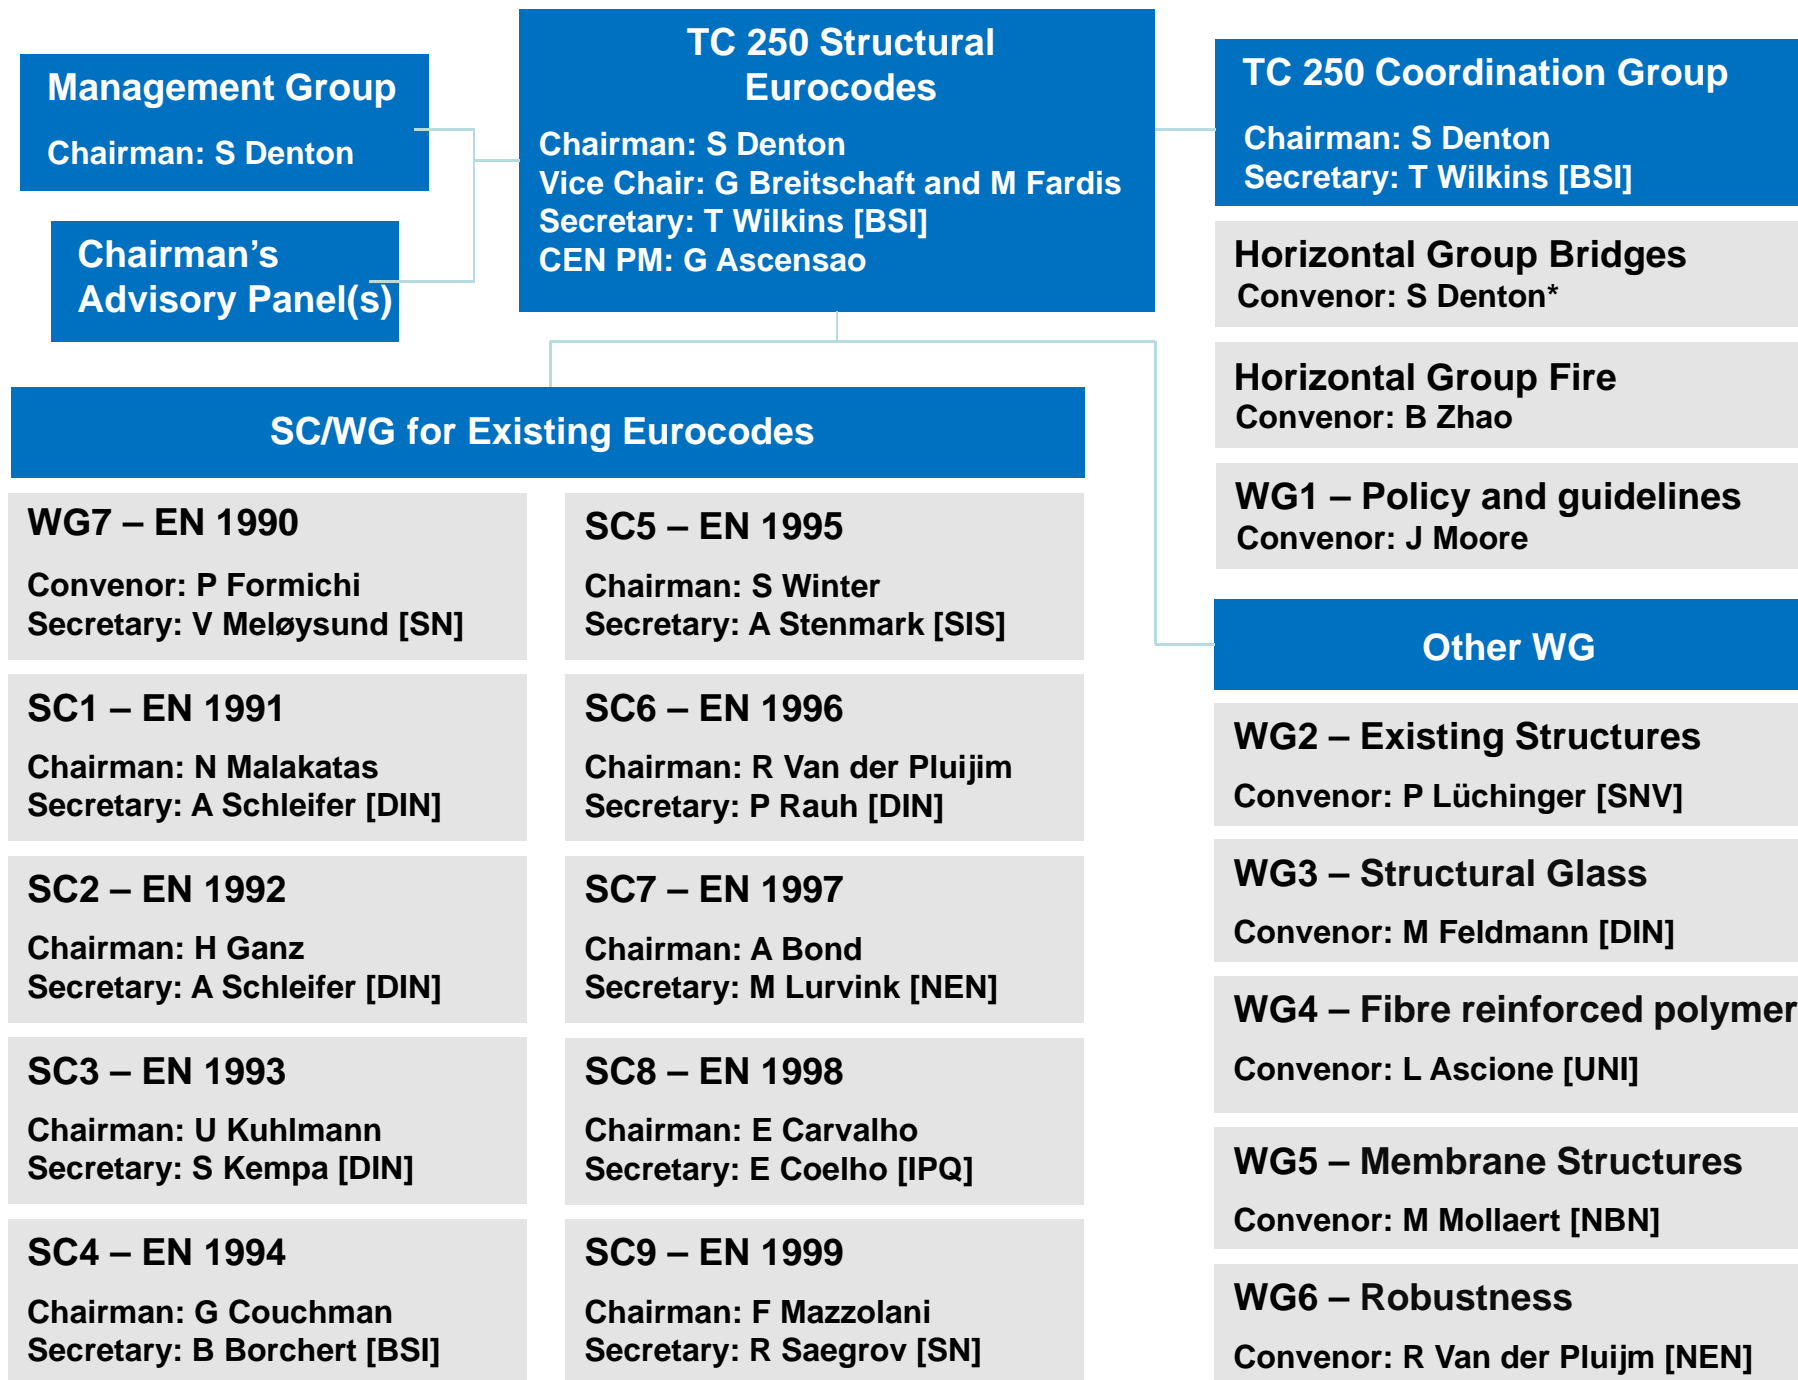 Management Group
Chairman: S Denton
Chairman’s
Advisory Panel(s)
TC 250 Structural
Eurocodes
Chairman: S Denton
Vice Chair: G Breitschaft and M Fardis
Secretary: T Wilkins [BSI]
CEN PM: G Ascensao
TC 250 Coordination Group
Chairman: S Denton
Secretary: T Wilkins [BSI]
Horizontal Group Bridges
Convenor: S Denton*
Horizontal Group Fire
Convenor: B Zhao
WG1 – Policy and guidelines
Convenor: J Moore
SC/WG for Existing Eurocodes
WG7 – EN 1990
Convenor: P Formichi
Secretary: V Meløysund [SN]
SC1 – EN 1991
Chairman: N Malakatas
Secretary: A Schleifer [DIN]
SC2 – EN 1992
Chairman: H Ganz
Secretary: A Schleifer [DIN]
SC3 – EN 1993
Chairman: U Kuhlmann
Secretary: S Kempa [DIN]
SC4 – EN 1994
Chairman: G Couchman
Secretary: B Borchert [BSI]
SC5 – EN 1995
Chairman: S Winter
Secretary: A Stenmark [SIS]
SC6 – EN 1996
Chairman: R Van der Pluijim
Secretary: P Rauh [DIN]
SC7 – EN 1997
Chairman: A Bond
Secretary: M Lurvink [NEN]
SC8 – EN 1998
Chairman: E Carvalho
Secretary: E Coelho [IPQ]
SC9 – EN 1999
Chairman: F Mazzolani
Secretary: R Saegrov [SN]
Other WG
WG2 – Existing Structures
Convenor: P Lüchinger [SNV]
WG3 – Structural Glass
Convenor: M Feldmann [DIN]
WG4 – Fibre reinforced polymer
Convenor: L Ascione [UNI]
WG5 – Membrane Structures
Convenor: M Mollaert [NBN]
WG6 – Robustness
Convenor: R Van der Pluijm [NEN]